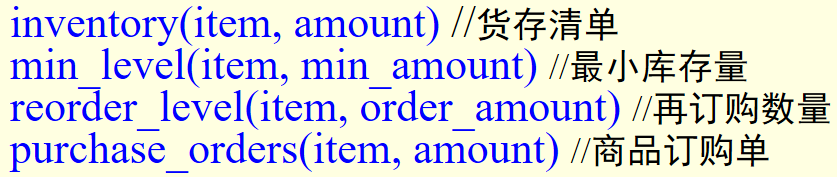 inventory(item, amount) //货存清单
min_level(item, min_amount) //最小库存量
reorder_level(item, order_amount) //再订购数量
purchase_orders(item, amount) //商品订购单